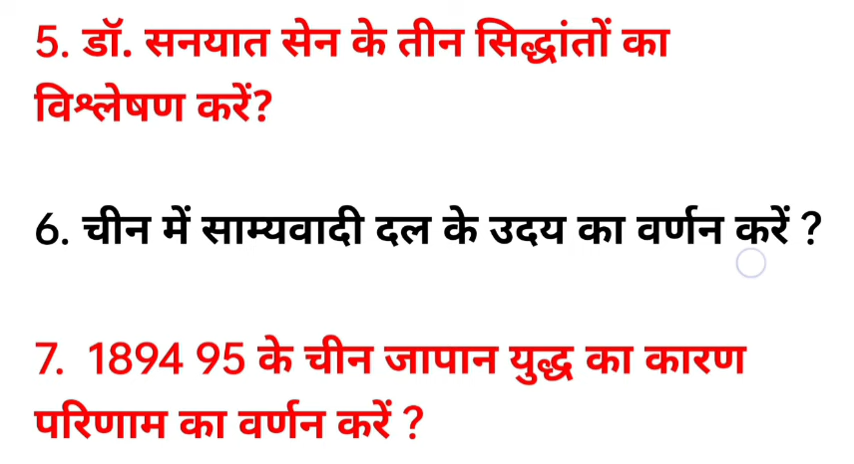 5. डॉ. सनयात सेन के तीन सिद्धांतों का
विश्लेषण करें?
6. चीन में साम्यवादी दल के उदय का वर्णन करें ?
7. 1894 95 के चीन जापान युद्ध का कारण
परिणाम का वर्णन करें ?